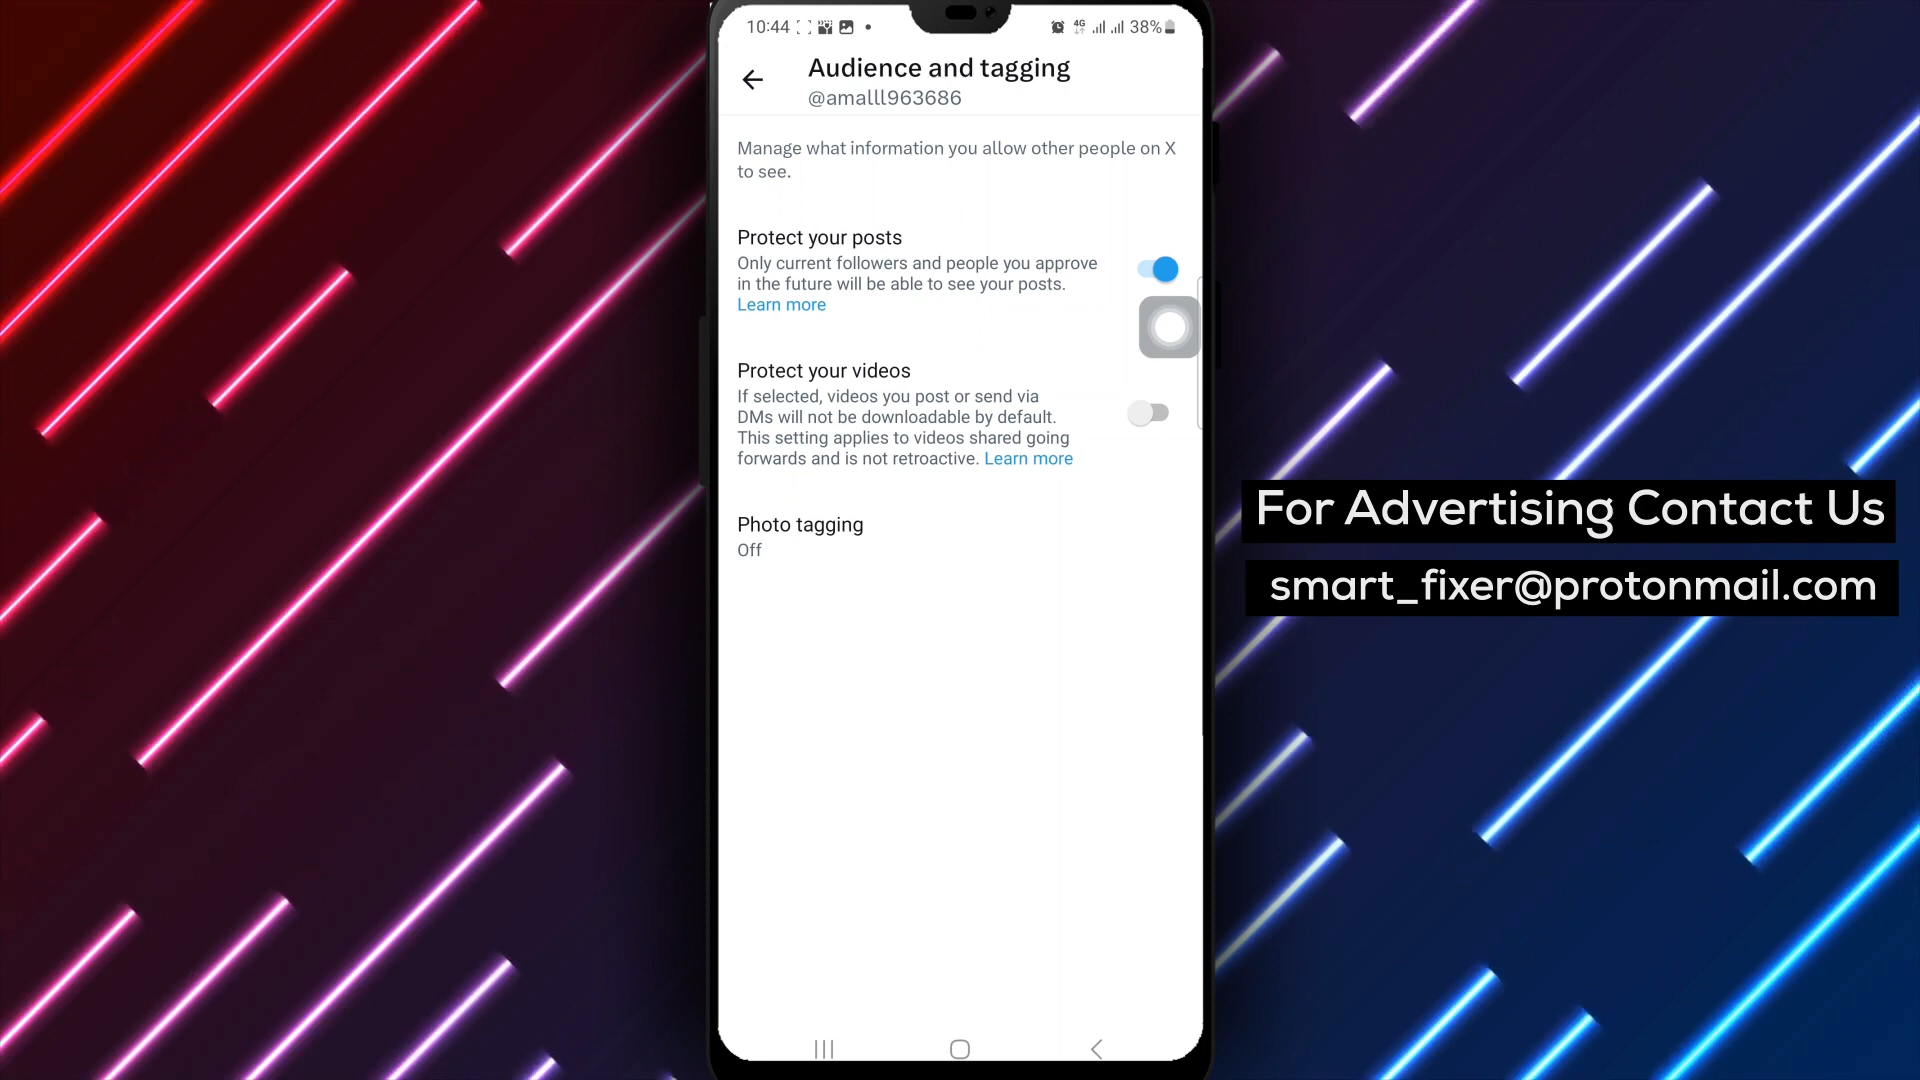 10:44
4G
38%
Audience and tagging
@amalll963686
Manage what information you allow other people on X
to see.
Protect your posts
Only current followers and people you approve
in the future will be able to see your posts.
Learn more
Protect your videos
If selected, videos you post or send via
DMs will not be downloadable by default.
This setting applies to videos shared going
forwards and is not retroactive. Learn more
Photo tagging
Off
For Advertising Contact Us
smart_fixer@protonmail.com